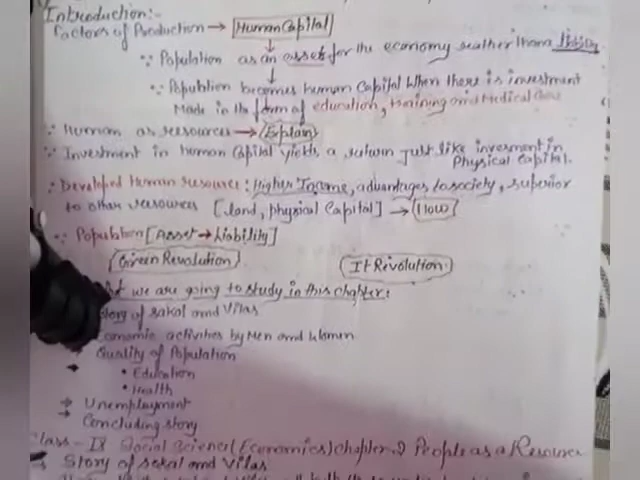 Introduction:-
Factors of Production → Human Capital
∵ Population as an asset for the economy rather than a liability
∵ Population becomes human Capital when there is investment
Made in the form of education, training and Medical Care
∵ Human as resources → Explain
∵ Investment in human Capital yields a return just like invesment in
Physical Capital.
∴ Developed Human resource: Higher Income, advantages to society, superior
to other resources [land, physical Capital] → How
∵ Population [Asset → Liability]
Green Revolution
It Revolution
we are going to study in this chapter:
Story of sakal and vilas
Economic activities by Men and Women
Quality of Population
• Education
• Health
→ Unemployment
→ Concluding story
Class - IX Social Science (Economics) Chapter-2 People as a Resource
→ Story of sakal and Vilas